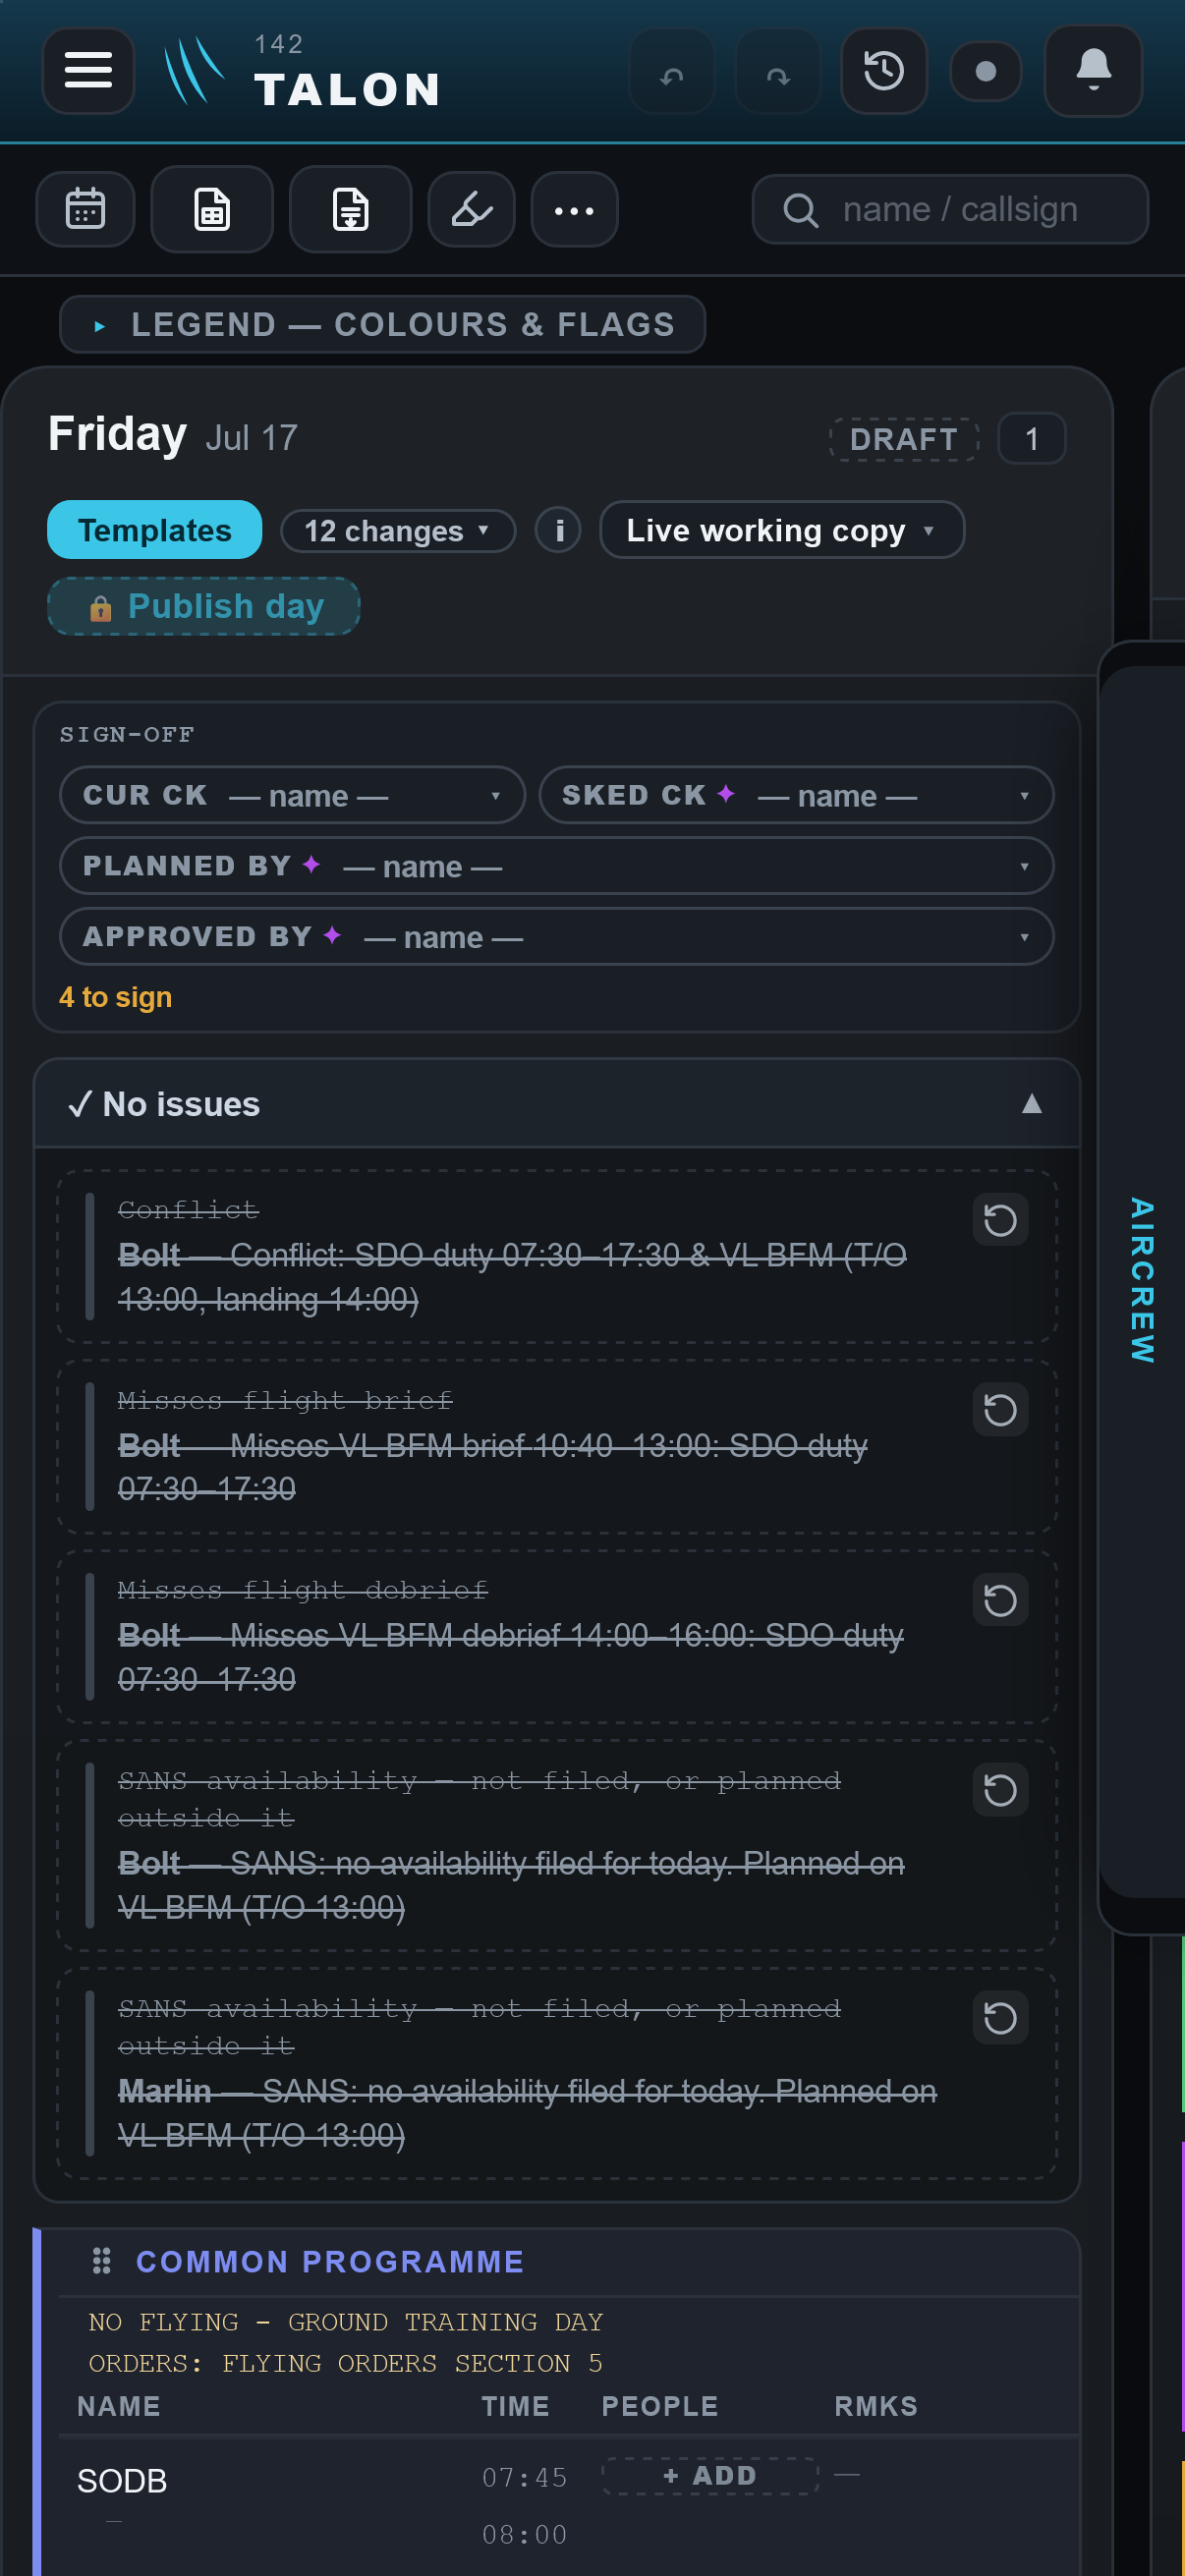 142
TALON
name / callsign
LEGEND — COLOURS & FLAGS
Friday Jul 17
DRAFT 1
Templates 12 changes i Live working copy
Publish day
SIGN-OFF
CUR CK — name — SKED CK — name —
PLANNED BY — name —
APPROVED BY — name —
4 to sign
✓ No issues
Conflict
Bolt — Conflict: SDO duty 07:30–17:30 & VL BFM (T/O
13:00, landing 14:00)
Misses flight brief
Bolt — Misses VL BFM brief 10:40–13:00: SDO duty
07:30–17:30
Misses flight debrief
Bolt — Misses VL BFM debrief 14:00–16:00: SDO duty
07:30–17:30
SANS availability — not filed, or planned
outside it
Bolt — SANS: no availability filed for today. Planned on
VL BFM (T/O 13:00)
SANS availability — not filed, or planned
outside it
Marlin — SANS: no availability filed for today. Planned on
VL BFM (T/O 13:00)
AIRCREW
COMMON PROGRAMME
NO FLYING – GROUND TRAINING DAY
ORDERS: FLYING ORDERS SECTION 5
NAME TIME PEOPLE RMKS
SODB 07:45 + ADD —
— 08:00